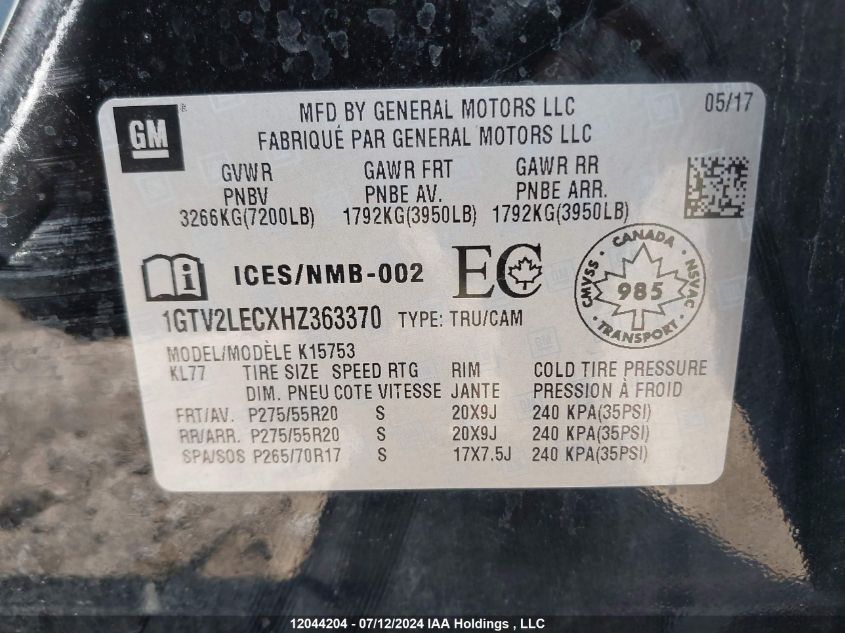 GM
MFD BY GENERAL MOTORS LLC 05/17
FABRIQUÉ PAR GENERAL MOTORS LLC
GVWR GAWR FRT GAWR RR
PNBV PNBE AV. PNBE ARR.
3266KG(7200LB) 1792KG(3950LB) 1792KG(3950LB)
ICES/NMB-002 EC
CANADA CMVSS NSVAC 985 TRANSPORT
1GTV2LECXHZ363370 TYPE: TRU/CAM
MODEL/MODÈLE K15753
KL77 TIRE SIZE SPEED RTG RIM COLD TIRE PRESSURE
DIM. PNEU COTE VITESSE JANTE PRESSION À FROID
FRT/AV. P275/55R20 S 20X9J 240 KPA(35PSI)
RR/ARR. P275/55R20 S 20X9J 240 KPA(35PSI)
SPA/SOS P265/70R17 S 17X7.5J 240 KPA(35PSI)
12044204 - 07/12/2024 IAA Holdings , LLC